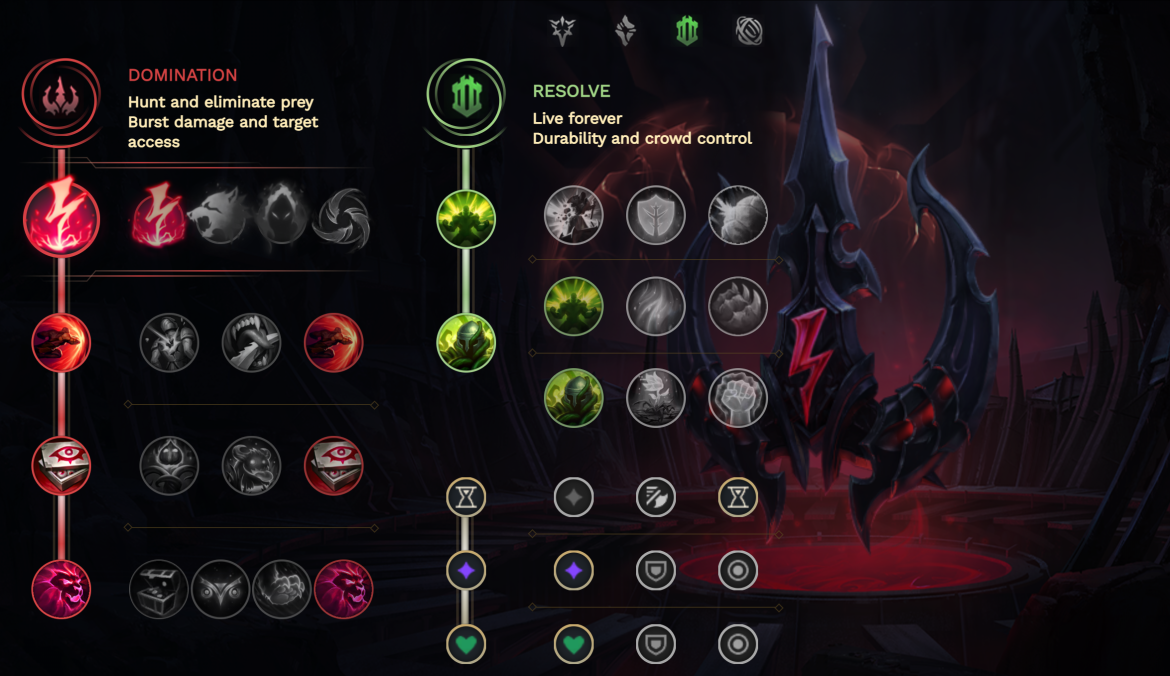 DOMINATION
Hunt and eliminate prey
Burst damage and target
access
RESOLVE
Live forever
Durability and crowd control